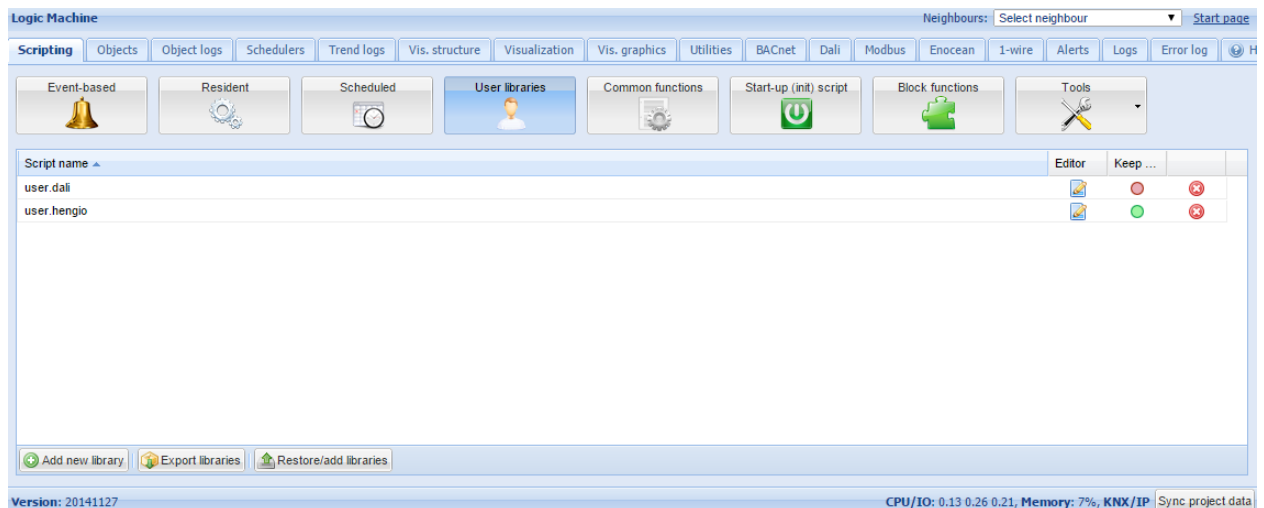 Logic Machine Neighbours: Select neighbour Start page
Scripting Objects Object logs Schedulers Trend logs Vis. structure Visualization Vis. graphics Utilities BACnet Dali Modbus Enocean 1-wire Alerts Logs Error log H
Event-based Resident Scheduled User libraries Common functions Start-up (init) script Block functions Tools
Script name Editor Keep ...
user.dali
user.hengio
Add new library Export libraries Restore/add libraries
Version: 20141127 CPU/IO: 0.13 0.26 0.21, Memory: 7%, KNX/IP Sync project data